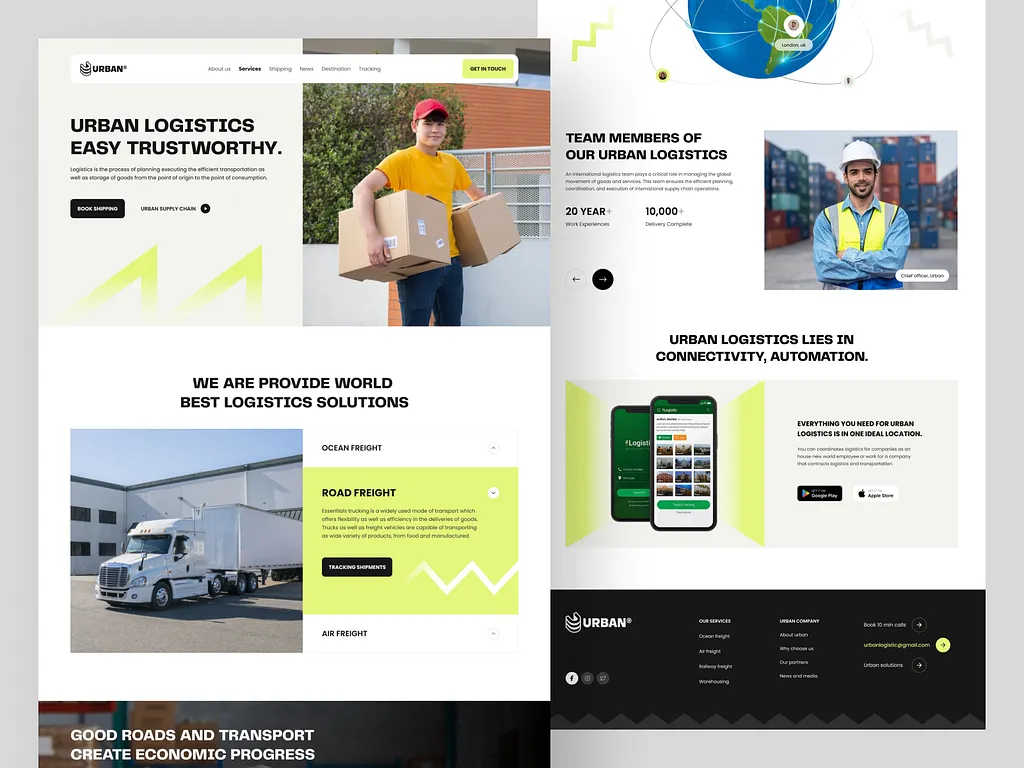 URBAN®
About us
Services
Shipping
News
Destination
Tracking
GET IN TOUCH
URBAN LOGISTICS
EASY TRUSTWORTHY.
Logistics is the process of planning executing the efficient transportation as
well as storage of goods from the point of origin to the point of consumption.
BOOK SHIPPING
URBAN SUPPLY CHAIN
WE ARE PROVIDE WORLD
BEST LOGISTICS SOLUTIONS
OCEAN FREIGHT
ROAD FREIGHT
Essentials trucking is a widely used mode of transport which
offers flexibility as well as efficiency in the deliveries of goods.
Trucks as well as freight vehicles are capable of transporting
as wide variety of products, from food and manufactured.
TRACKING SHIPMENTS
AIR FREIGHT
GOOD ROADS AND TRANSPORT
CREATE ECONOMIC PROGRESS
London, uk
TEAM MEMBERS OF
OUR URBAN LOGISTICS
An international logistics team plays a critical role in managing the global
movement of goods and services. This team ensures the efficient planning,
coordination, and execution of international supply chain operations.
20 YEAR+
Work Experiences
10,000+
Delivery Complete
Chief officer, Urban
URBAN LOGISTICS LIES IN
CONNECTIVITY, AUTOMATION.
Logisti
Logistic
EVERYTHING YOU NEED FOR URBAN
LOGISTICS IS IN ONE IDEAL LOCATION.
You can coordinates logistics for companies as an
house new world employee or work for a company
that contracts logistics and transportation.
GET IT ON
Google Play
Apple Store
URBAN®
OUR SERVICES
Ocean freight
Air freight
Railway freight
Warehousing
URBAN COMPANY
About urban
Why choose us
Our partners
News and media
Book 10 min calls
urbanlogistic@gmail.com
Urban solutions